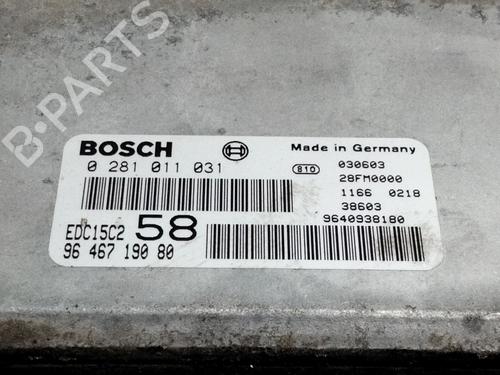 B-PARTS
BOSCH
Made in Germany
0 281 011 031
810
030603
28FM0000
1166 0218
38603
9640938180
EDC15C2 58
96 467 190 80